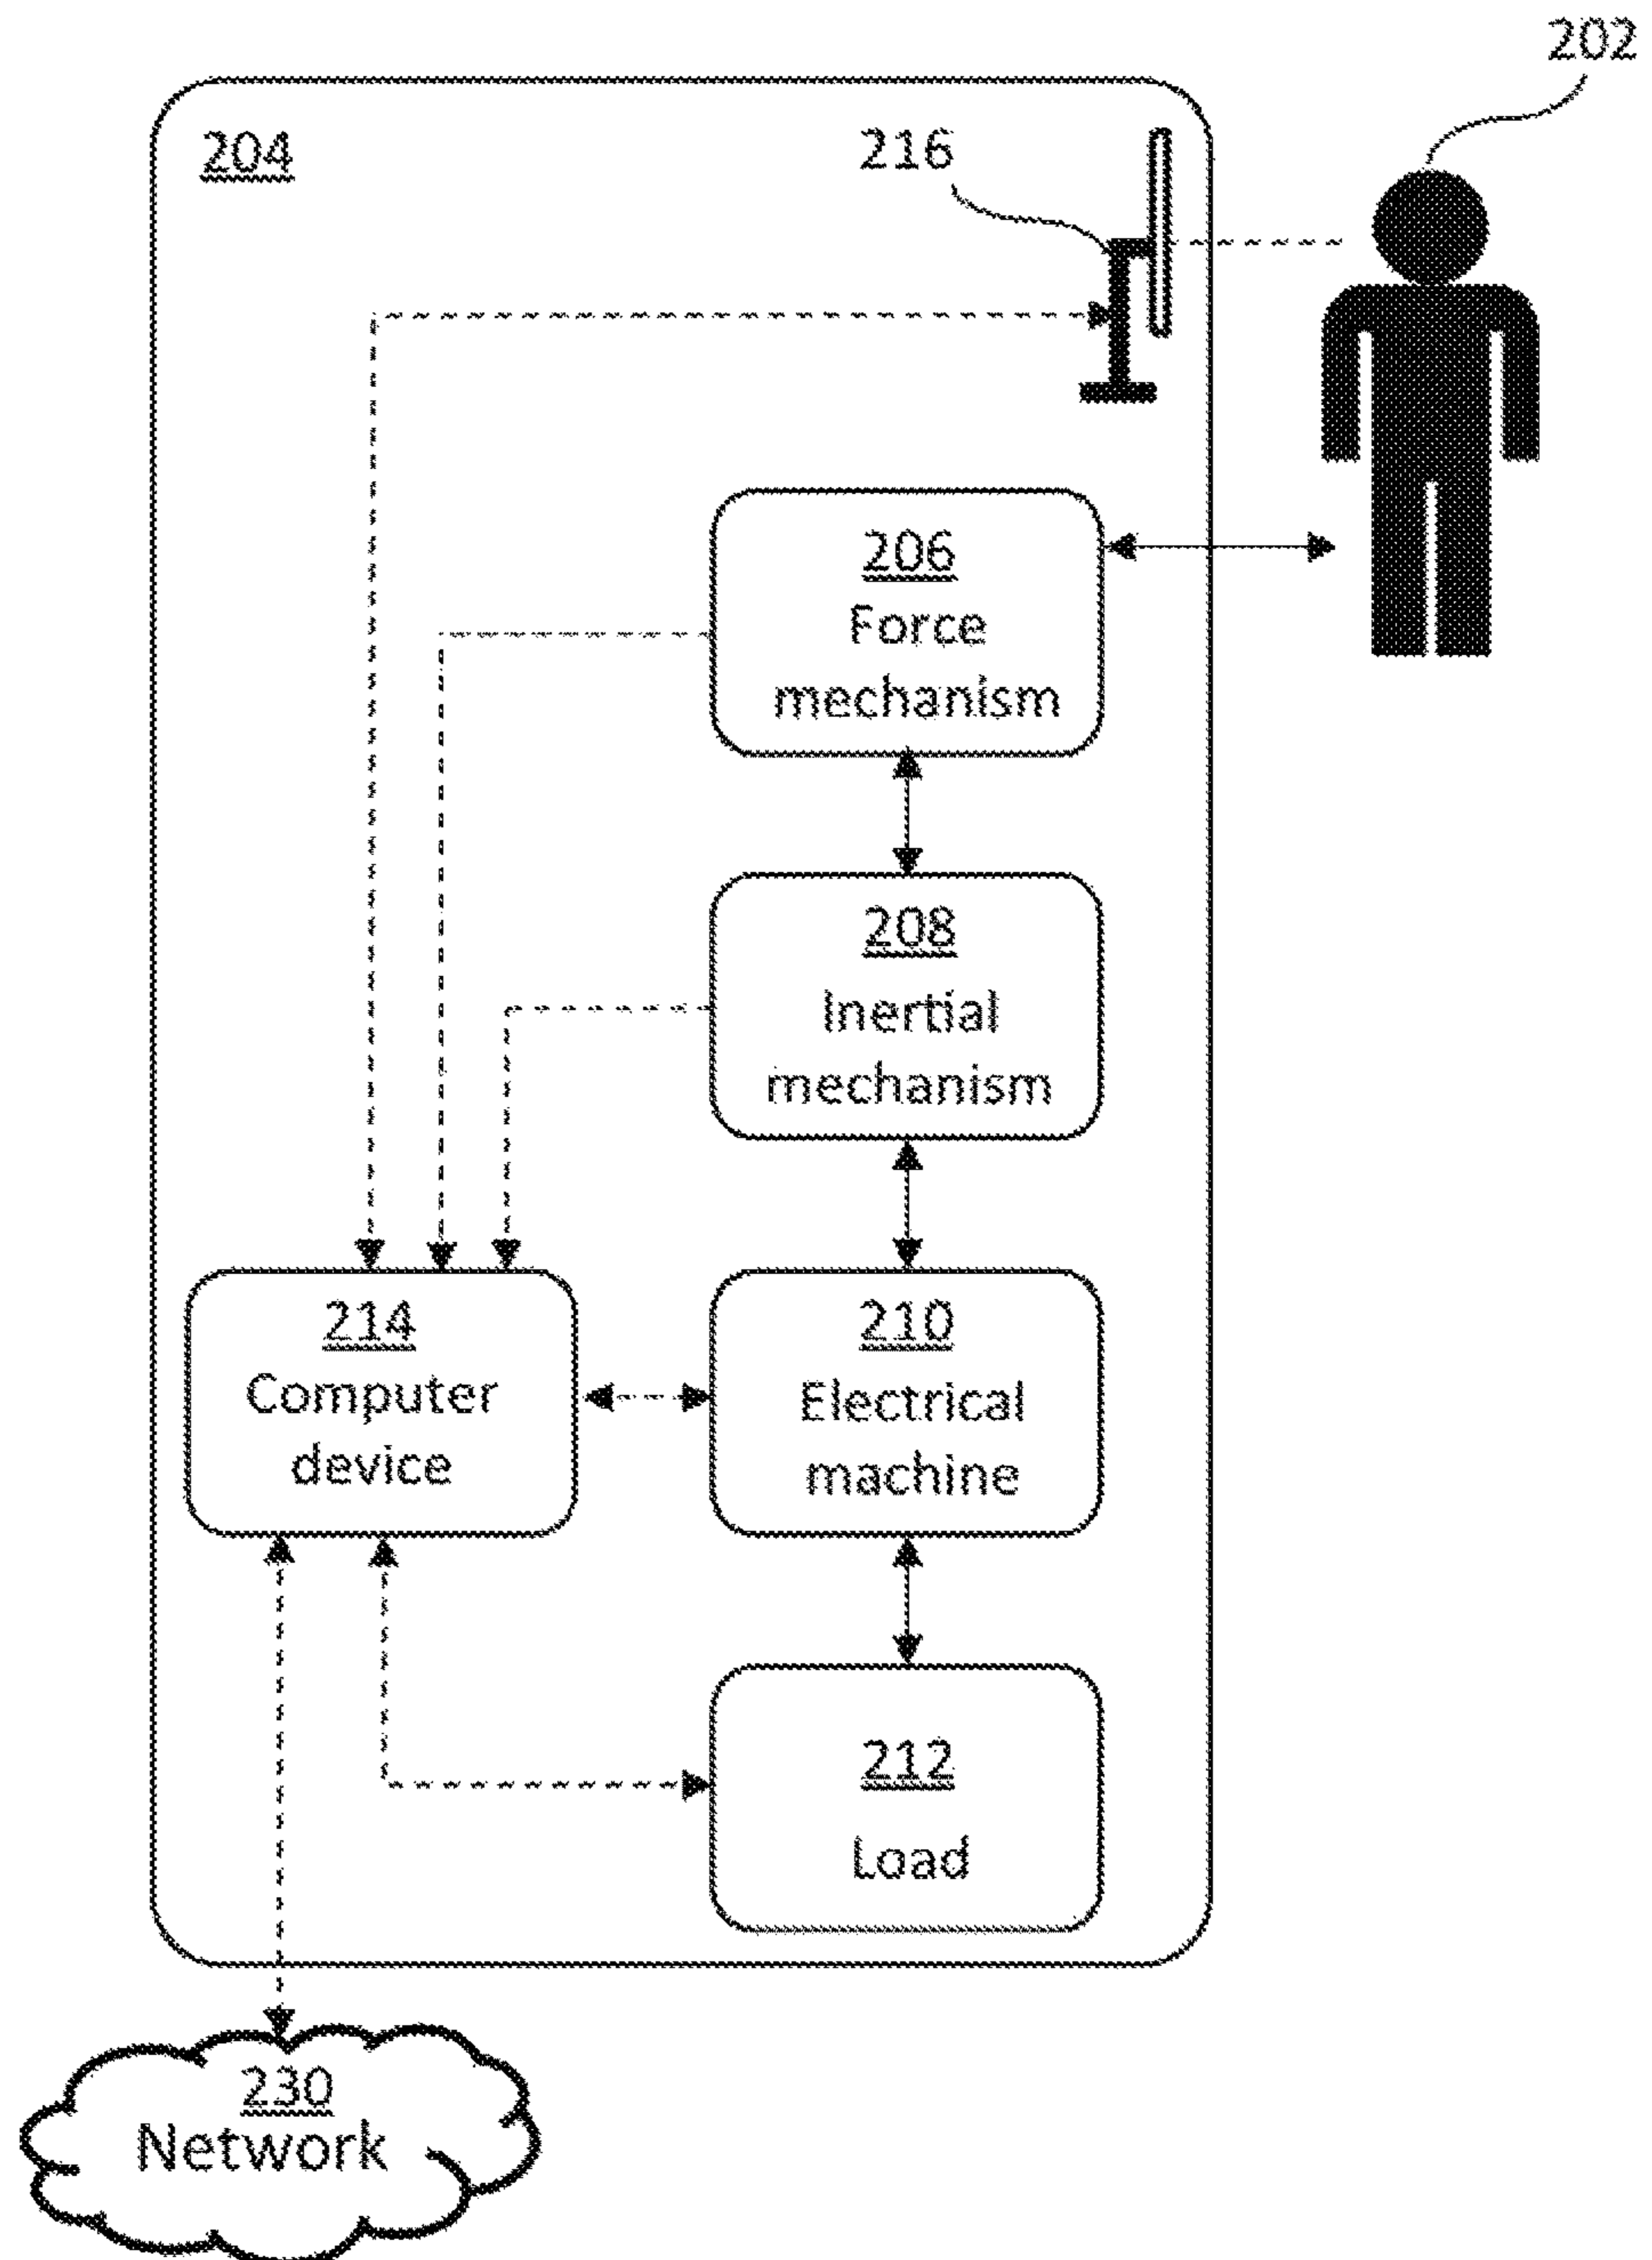 202
204
216
206
Force
mechanism
208
Inertial
mechanism
214
Computer
device
210
Electrical
machine
212
Load
230
Network